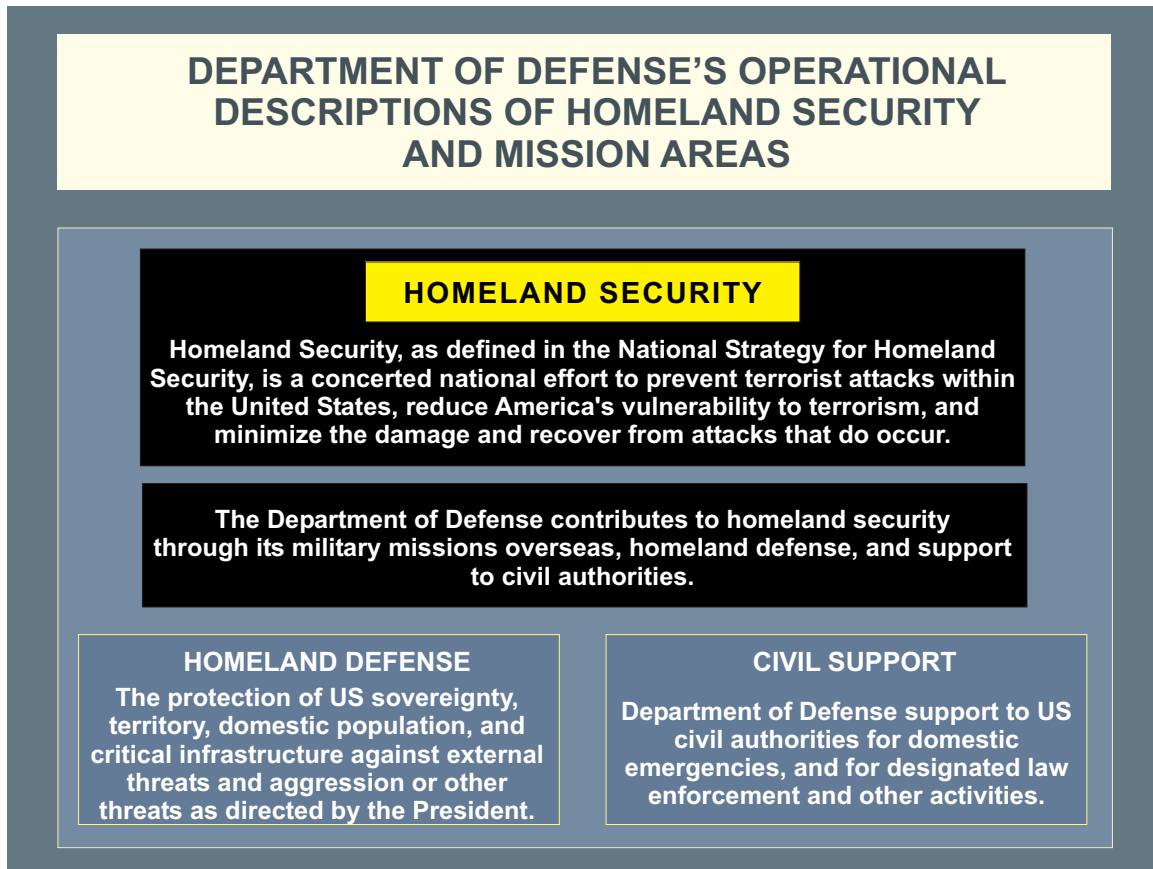 DEPARTMENT OF DEFENSE’S OPERATIONAL
DESCRIPTIONS OF HOMELAND SECURITY
AND MISSION AREAS
HOMELAND SECURITY
Homeland Security, as defined in the National Strategy for Homeland
Security, is a concerted national effort to prevent terrorist attacks within
the United States, reduce America's vulnerability to terrorism, and
minimize the damage and recover from attacks that do occur.
The Department of Defense contributes to homeland security
through its military missions overseas, homeland defense, and support
to civil authorities.
HOMELAND DEFENSE
The protection of US sovereignty,
territory, domestic population, and
critical infrastructure against external
threats and aggression or other
threats as directed by the President.
CIVIL SUPPORT
Department of Defense support to US
civil authorities for domestic
emergencies, and for designated law
enforcement and other activities.